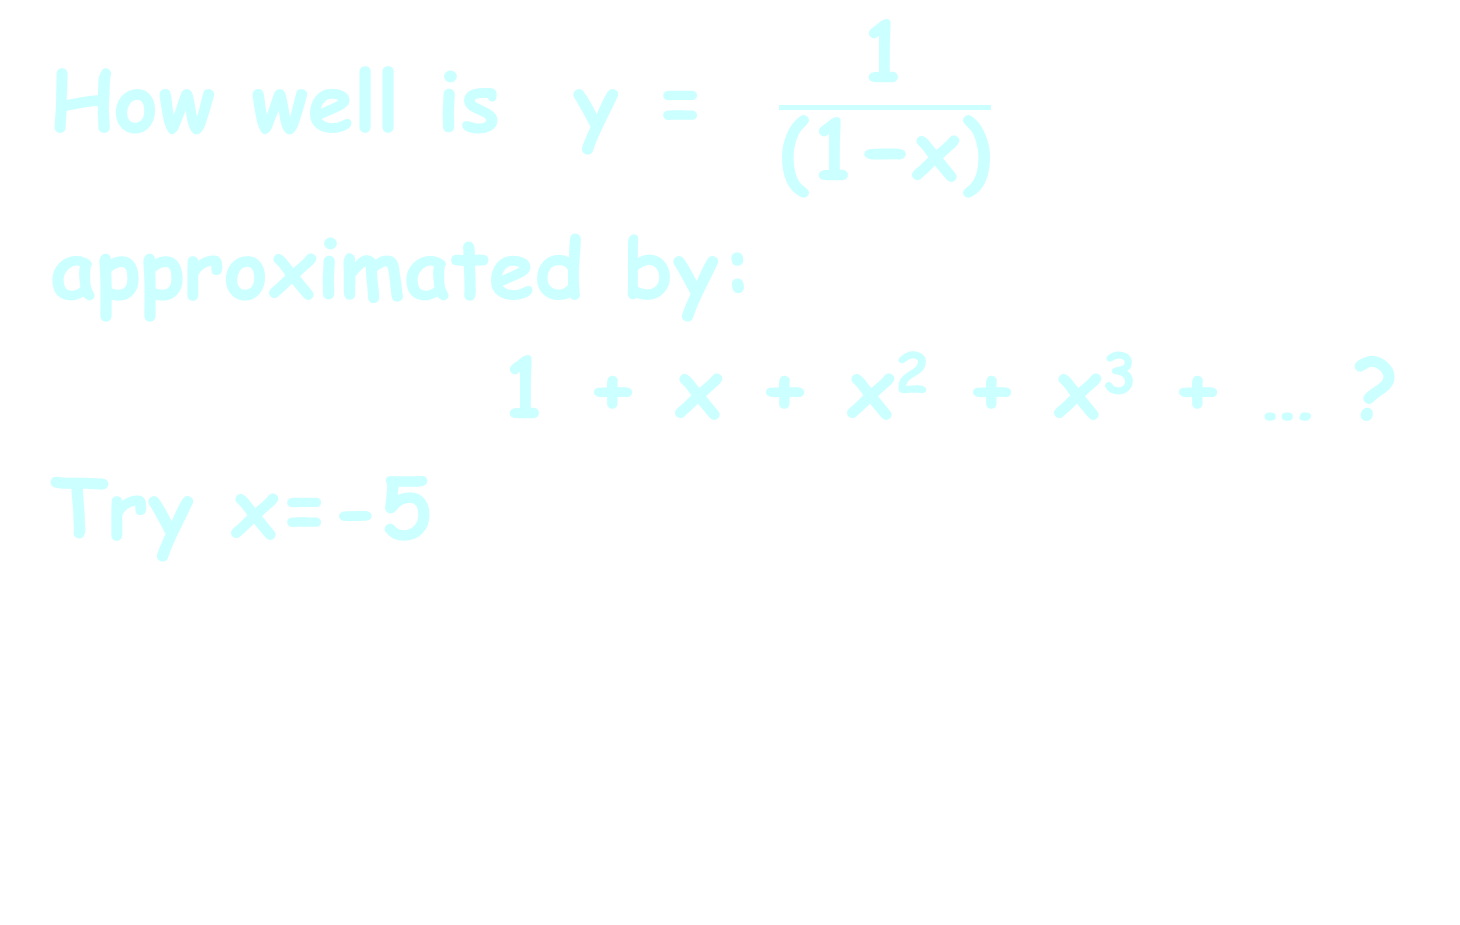 How well is y = 1/(1-x)
approximated by:
1 + x + x² + x³ + … ?
Try x=-5